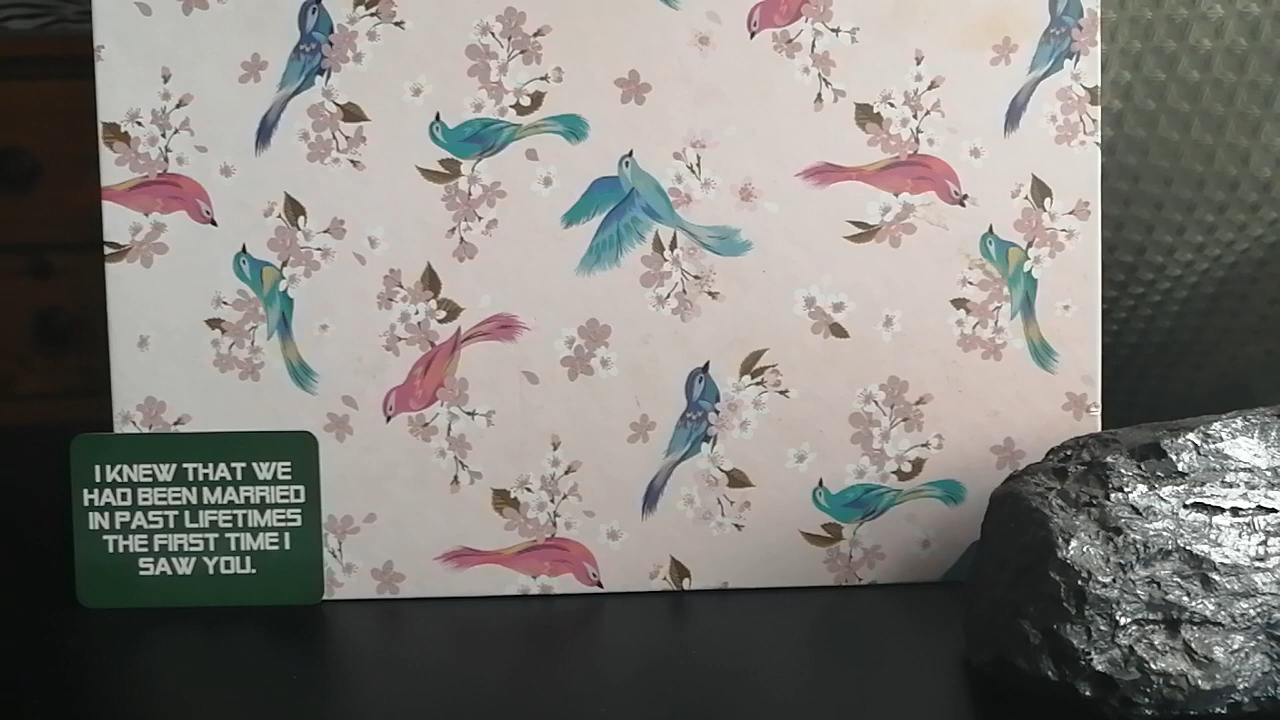 I KNEW THAT WE
HAD BEEN MARRIED
IN PAST LIFETIMES
THE FIRST TIME I
SAW YOU.